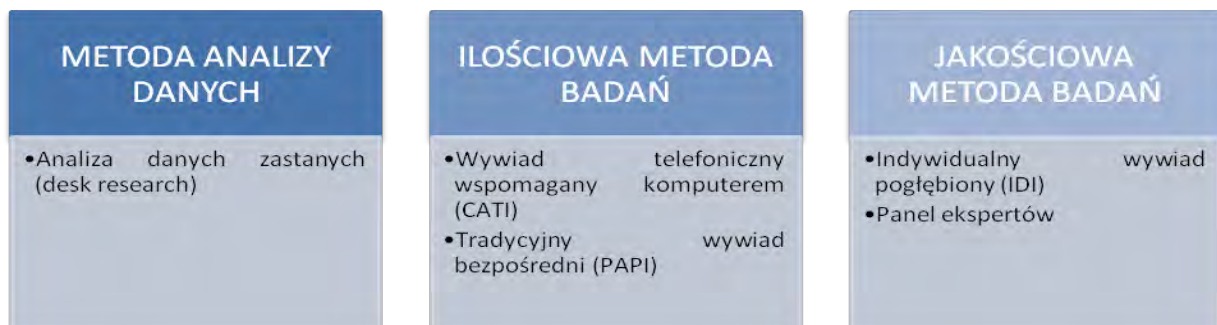 METODA ANALIZY
DANYCH
•Analiza danych zastanych
(desk research)
ILOŚCIOWA METODA
BADAŃ
•Wywiad telefoniczny
wspomagany komputerem
(CATI)
•Tradycyjny wywiad
bezpośredni (PAPI)
JAKOŚCIOWA
METODA BADAŃ
•Indywidualny wywiad
pogłębiony (IDI)
•Panel ekspertów